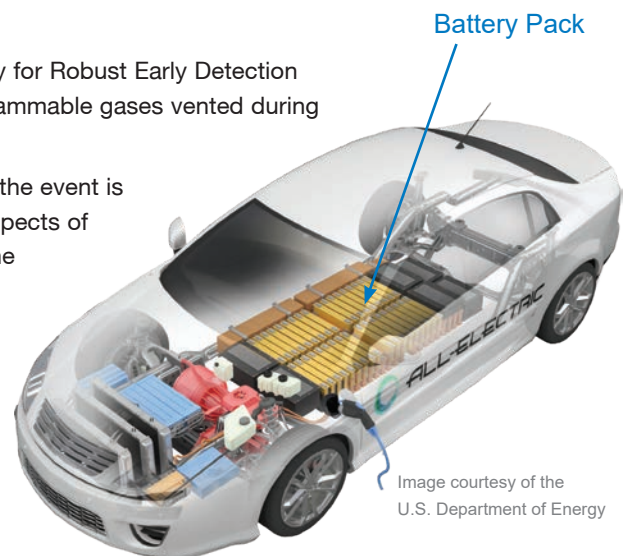 Battery Pack
y for Robust Early Detection
ammable gases vented during
the event is
pects of
ne
ALL-ELECTRIC
Image courtesy of the
U.S. Department of Energy